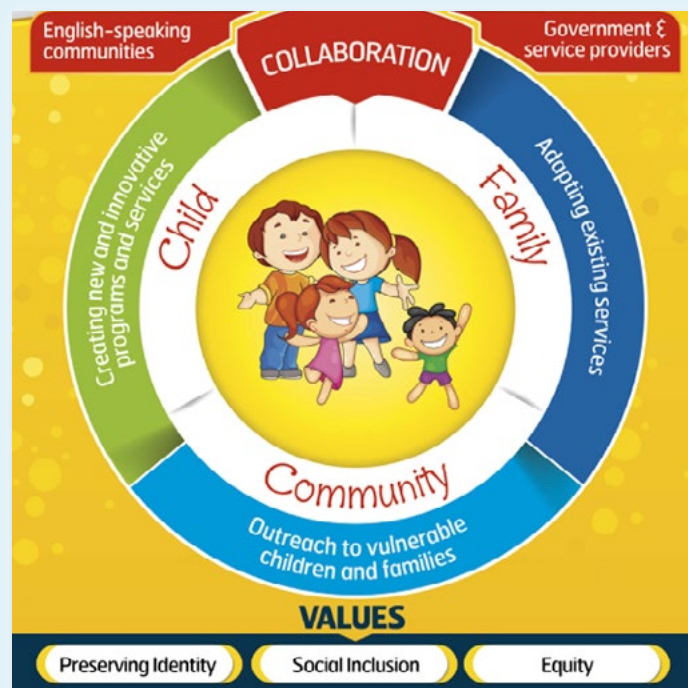 English-speaking
communities
COLLABORATION
Government &
service providers
Creating new and innovative
programs and services
Child
Family
Adapting existing services
Community
Outreach to vulnerable
children and families
VALUES
Preserving Identity
Social Inclusion
Equity